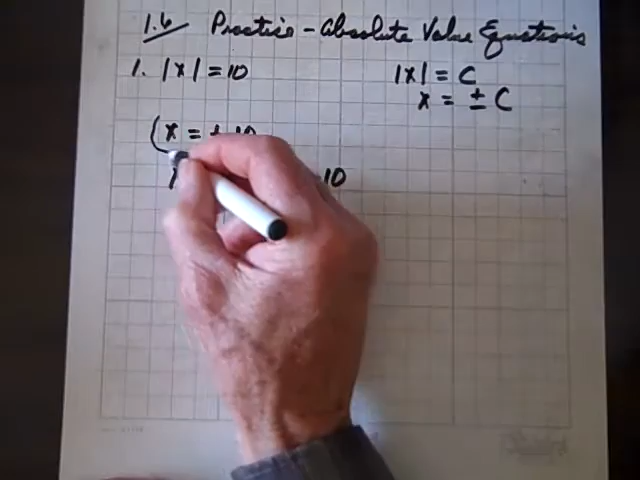 1.6 Practice - Absolute Value Equations
1. |x| = 10 |x| = C
x = ± C
(x = ± 10
10